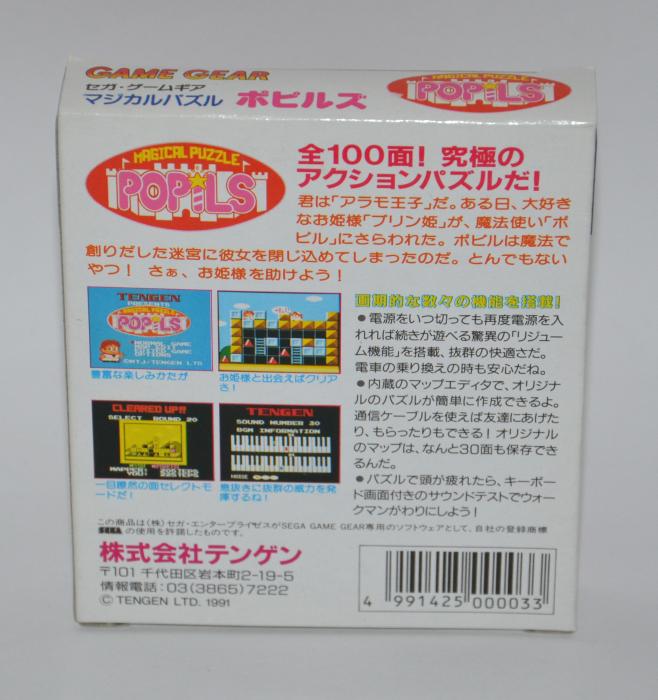 GAME GEAR
セガ・ゲームギア
マジカルパズル ポピルズ
MAGICAL PUZZLE
POPiLS
MAGICAL PUZZLE
POPiLS
全100面! 究極の
アクションパズルだ!
君は「アラモ王子」だ。ある日、大好き
なお姫様「プリン姫」が、魔法使い「ポ
ピル」にさらわれた。ポピルは魔法で
創りだした迷宮に彼女を閉じ込めてしまったのだ。とんでもない
やつ! さぁ、お姫様を助けよう!
TENGEN
PRESENTS
MAGICAL PUZZLE
POPiLS
NORMAL GAME
MAP EDIT
©MTJ/TENGEN LTD
豊富な楽しみかたが
お姫様と出会えばクリア
さ!
CLEARED UP!!
SELECT ROUND 20
一目瞭然の面セレクトモ
ードだ!
TENGEN
SOUND NUMBER 30
BGM INFORMATION
NOISE
息抜きに抜群の威力を発
揮するね!
画期的な数々の機能を搭載!
●電源をいつ切っても再度電源を入
れれば続きが遊べる驚異の「リジュー
ム機能」を搭載、抜群の快適さだ。
電車の乗り換えの時も安心だね。
●内蔵のマップエディタで、オリジナ
ルのパズルが簡単に作成できるよ。
通信ケーブルを使えば友達にあげた
り、もらったりもできる!オリジナル
のマップは、なんと30面も保存でき
るんだ。
●パズルで頭が疲れたら、キーボー
ド画面付きのサウンドテストでウォー
クマンがわりにしよう!
この商品は(株)セガ・エンタープライゼスがSEGA GAME GEAR専用のソフトウェアとして、自社の登録商標
SEGA の使用を許諾したものです。
株式会社テンゲン
〒101 千代田区岩本町2-19-5
情報電話:03(3865)7222
© TENGEN LTD. 1991
4 991425 000033